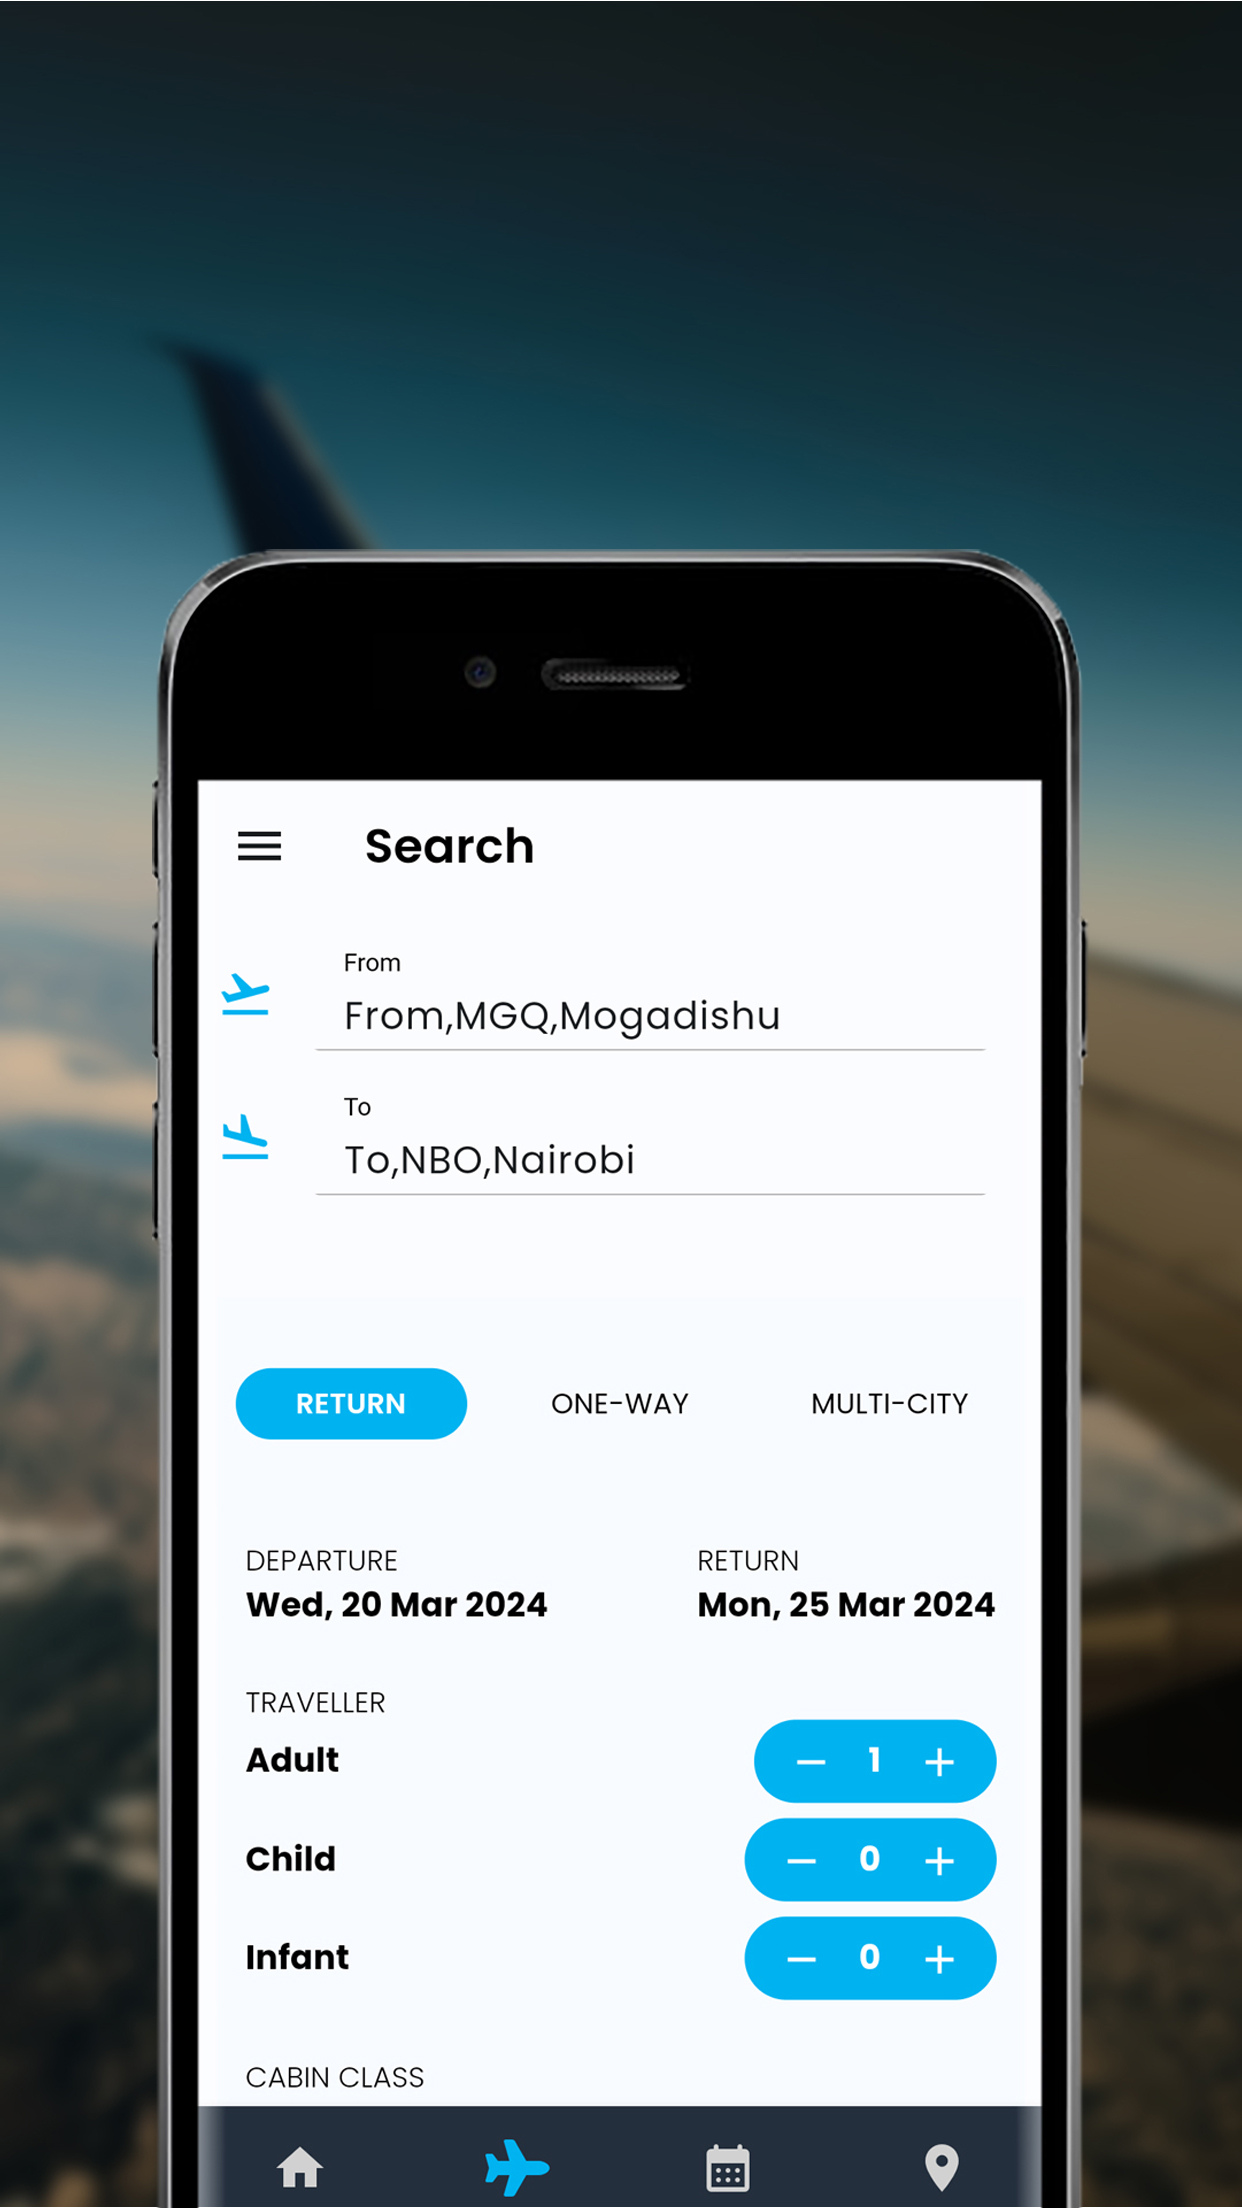 Search
From
From,MGQ,Mogadishu
To
To,NBO,Nairobi
RETURN ONE-WAY MULTI-CITY
DEPARTURE RETURN
Wed, 20 Mar 2024 Mon, 25 Mar 2024
TRAVELLER
Adult − 1 +
Child − 0 +
Infant − 0 +
CABIN CLASS